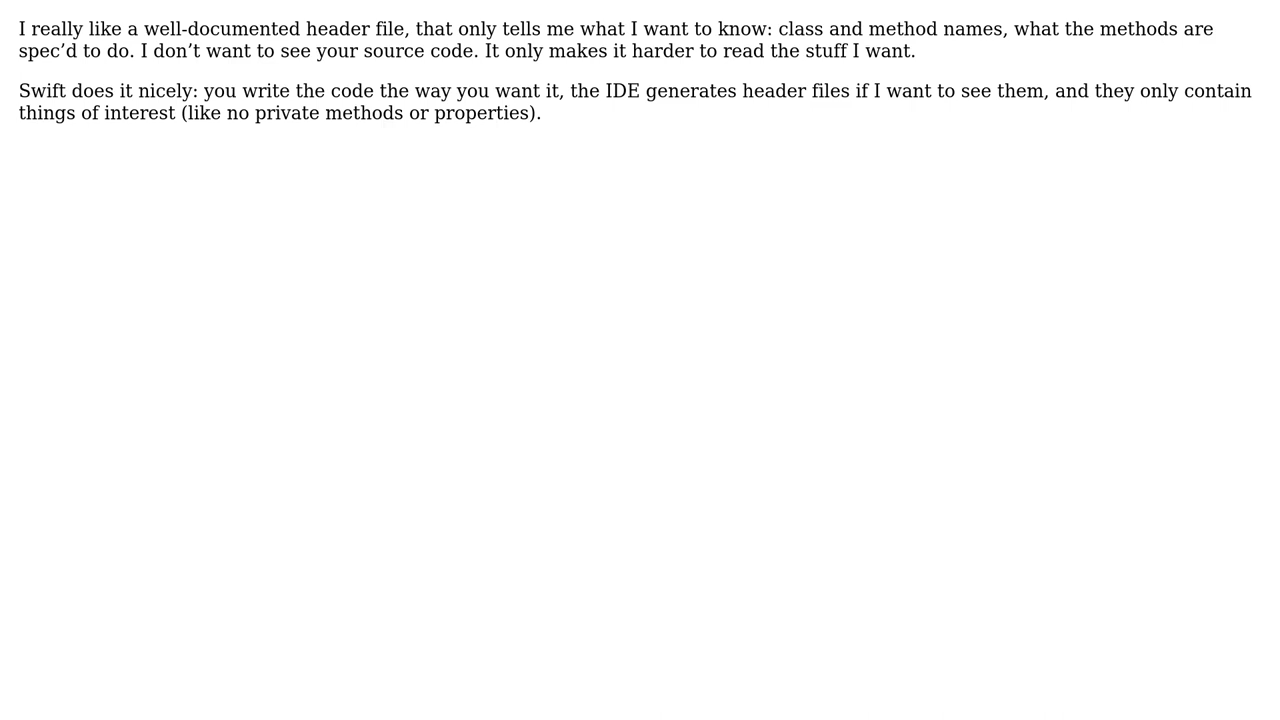 I really like a well-documented header file, that only tells me what I want to know: class and method names, what the methods are
spec’d to do. I don’t want to see your source code. It only makes it harder to read the stuff I want.
Swift does it nicely: you write the code the way you want it, the IDE generates header files if I want to see them, and they only contain
things of interest (like no private methods or properties).